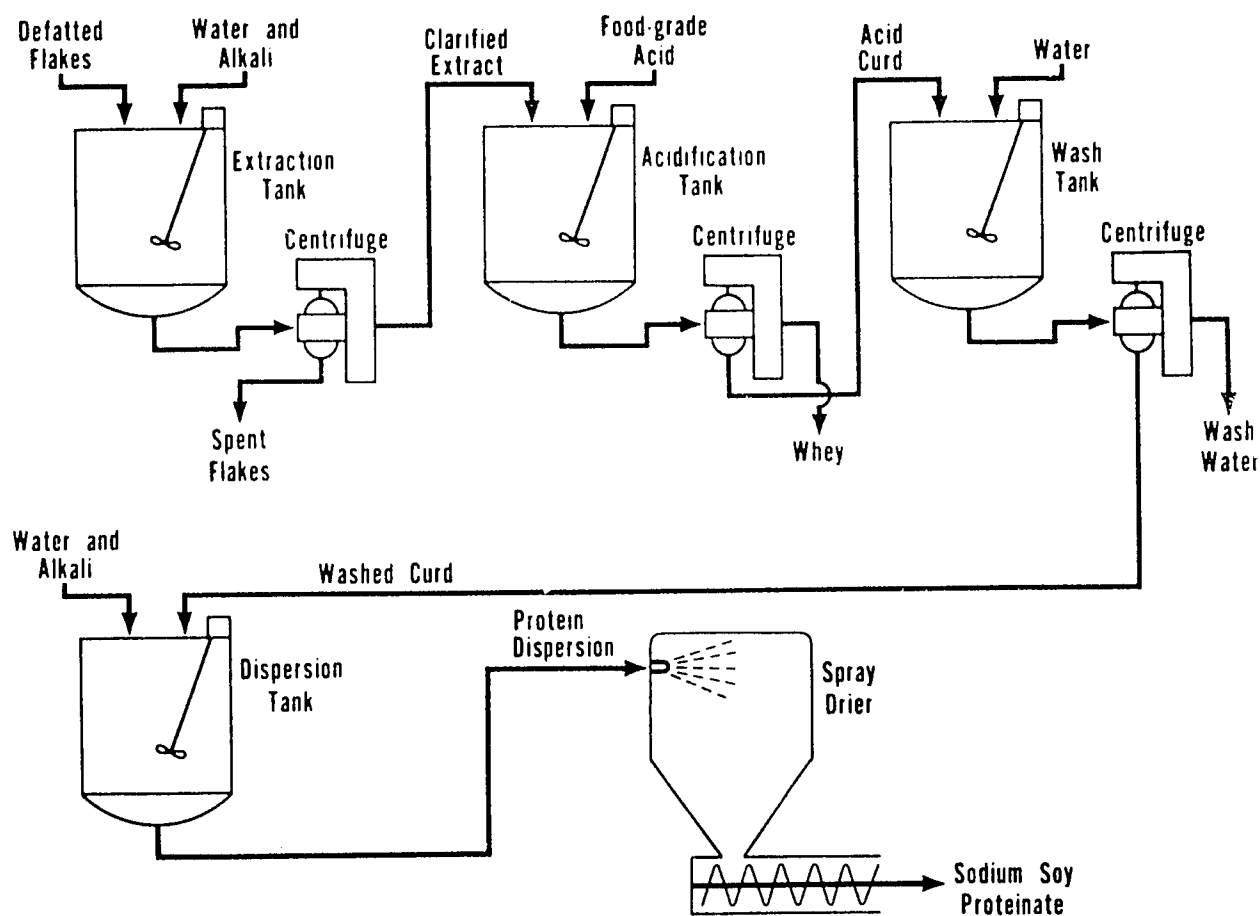 Defatted
Flakes
Water and
Alkali
Extraction
Tank
Centrifuge
Spent
Flakes
Clarified
Extract
Food-grade
Acid
Acidification
Tank
Centrifuge
Whey
Acid
Curd
Water
Wash
Tank
Centrifuge
Wash
Water
Water and
Alkali
Washed Curd
Dispersion
Tank
Protein
Dispersion
Spray
Drier
Sodium Soy
Proteinate